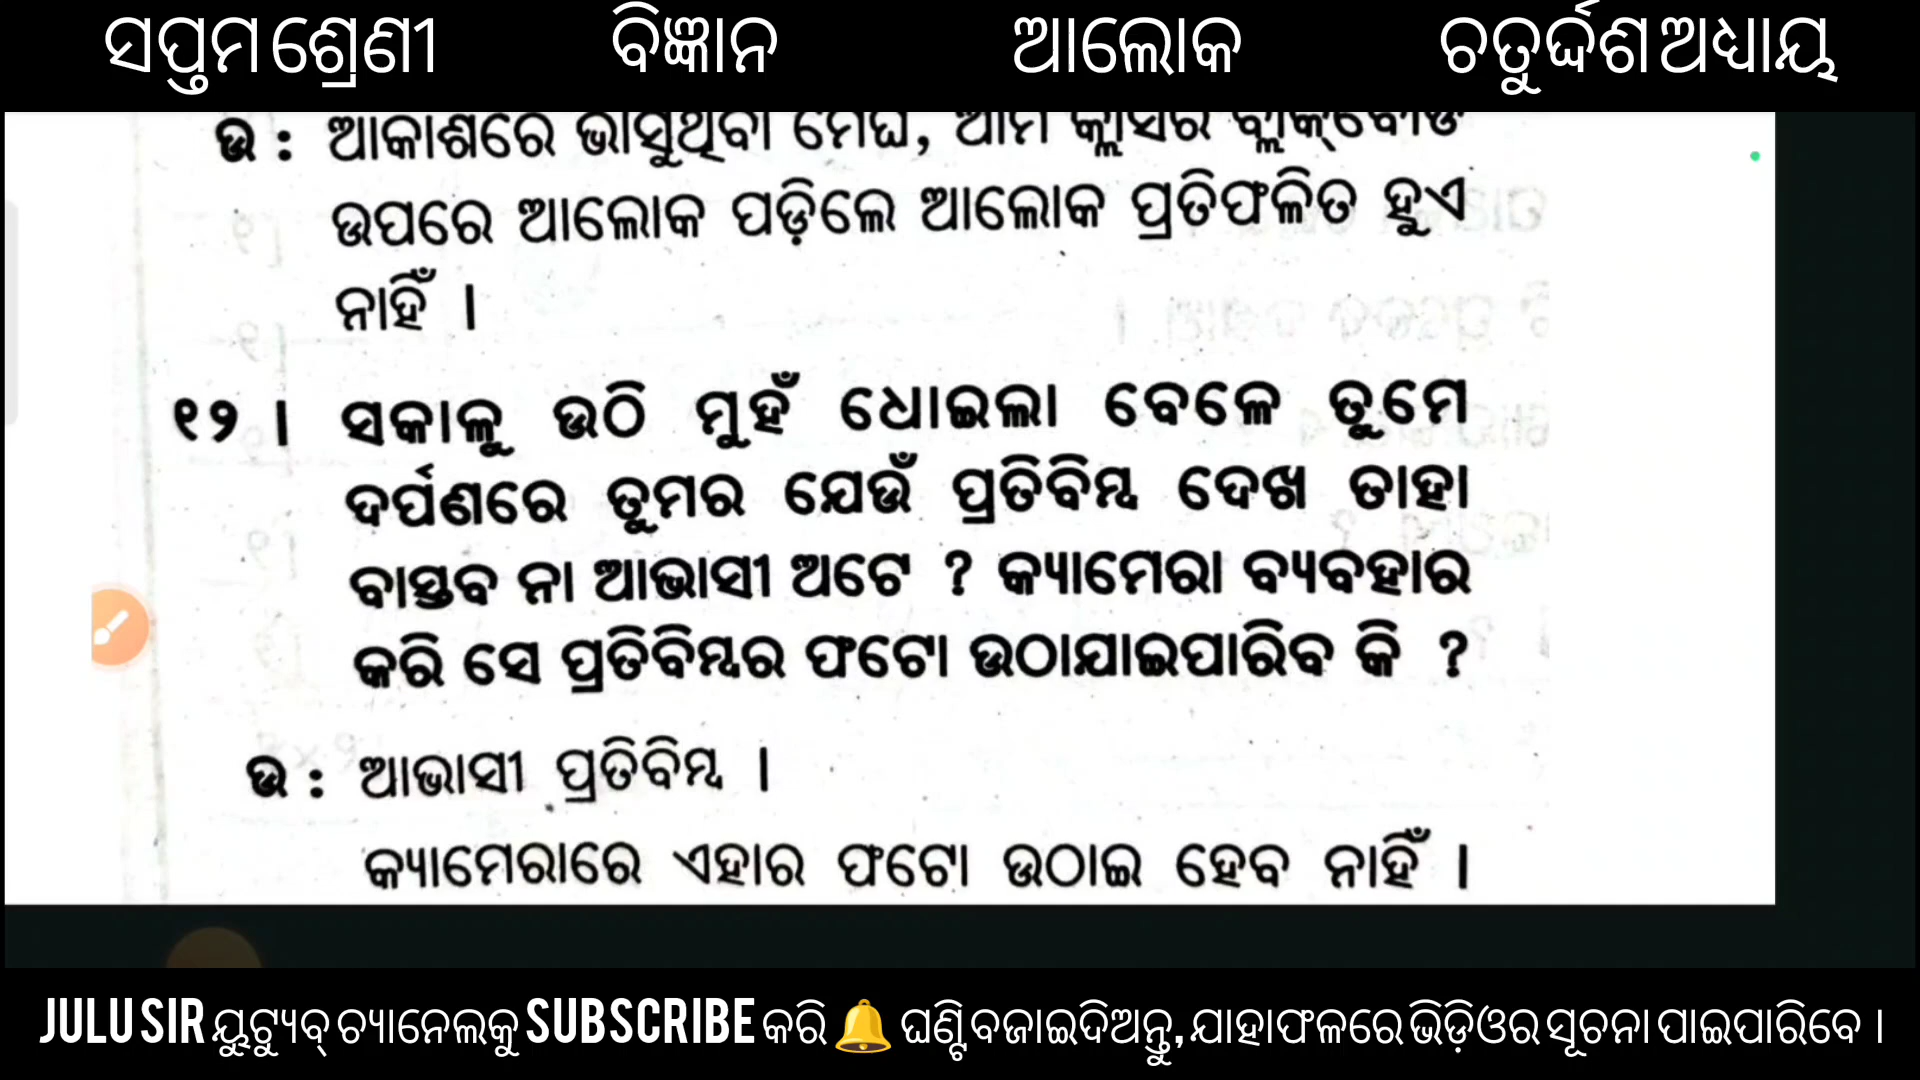 ସପ୍ତମ ଶ୍ରେଣୀ ବିଜ୍ଞାନ ଆଲୋକ ଚତୁର୍ଦ୍ଦଶ ଅଧ୍ୟାୟ
ଉ : ଆକାଶରେ ଭାସୁଥିବା ମେଘ, ଆମ କ୍ଲାସର ବ୍ଲାକ୍‌ବୋର୍ଡ
ଉପରେ ଆଲୋକ ପଡ଼ିଲେ ଆଲୋକ ପ୍ରତିଫଳିତ ହୁଏ
ନାହିଁ ।
୧୨ । ସକାଳୁ ଉଠି ମୁହଁ ଧୋଇଲା ବେଳେ ତୁମେ
ଦର୍ପଣରେ ତୁମର ଯେଉଁ ପ୍ରତିବିମ୍ବ ଦେଖ ତାହା
ବାସ୍ତବ ନା ଆଭାସୀ ଅଟେ ? କ୍ୟାମେରା ବ୍ୟବହାର
କରି ସେ ପ୍ରତିବିମ୍ବର ଫଟୋ ଉଠାଯାଇପାରିବ କି ?
ଉ : ଆଭାସୀ ପ୍ରତିବିମ୍ବ ।
କ୍ୟାମେରାରେ ଏହାର ଫଟୋ ଉଠାଇ ହେବ ନାହିଁ ।
JULU SIR ୟୁଟ୍ୟୁବ୍ ଚ୍ୟାନେଲକୁ SUBSCRIBE କରି 🔔 ଘଣ୍ଟି ବଜାଇଦିଅନ୍ତୁ, ଯାହାଫଳରେ ଭିଡ଼ିଓର ସୂଚନା ପାଇପାରିବେ ।